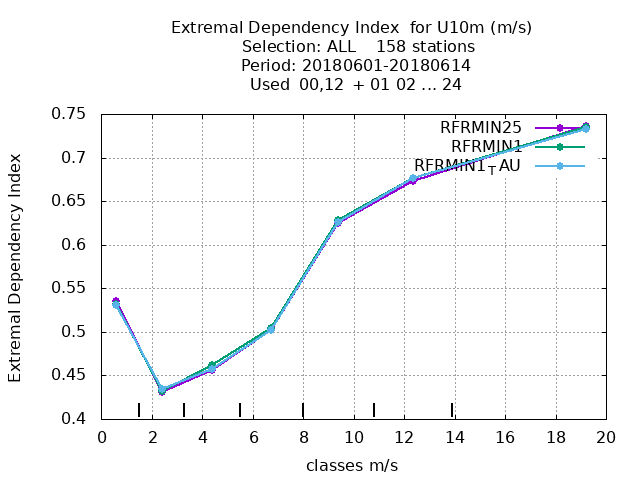 Extremal Dependency Index  for U10m (m/s)
Selection: ALL    158 stations
Period: 20180601-20180614
Used  00,12  + 01 02 ... 24
Extremal Dependency Index
0.75
0.7
0.65
0.6
0.55
0.5
0.45
0.4
RFRMIN25
RFRMIN1
RFRMIN1TAU
0 2 4 6 8 10 12 14 16 18 20
classes m/s